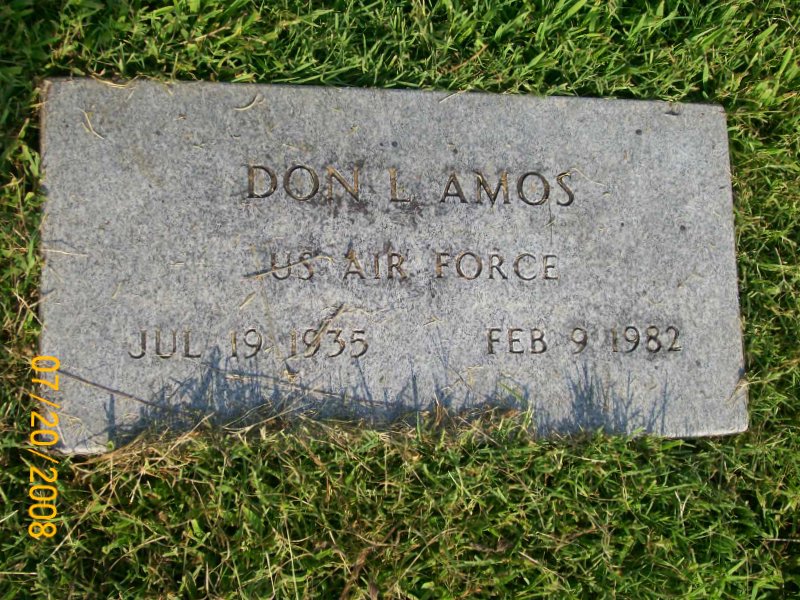 DON L AMOS
US AIR FORCE
JUL 19 1935 FEB 9 1982
07/20/2008